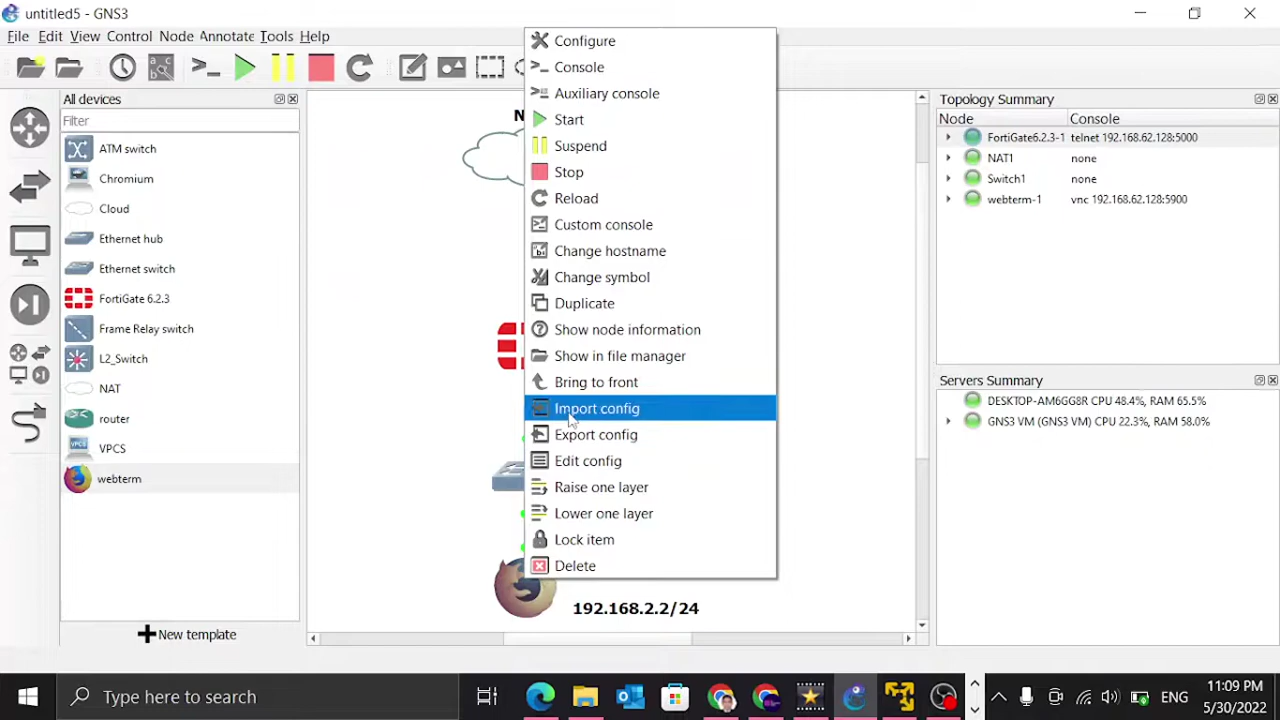 untitled5 - GNS3
File Edit View Control Node Annotate Tools Help
All devices
Filter
ATM switch
Chromium
Cloud
Ethernet hub
Ethernet switch
FortiGate 6.2.3
Frame Relay switch
L2_Switch
NAT
router
VPCS
webterm
New template
N
Configure
Console
Auxiliary console
Start
Suspend
Stop
Reload
Custom console
Change hostname
Change symbol
Duplicate
Show node information
Show in file manager
Bring to front
Import config
Export config
Edit config
Raise one layer
Lower one layer
Lock item
Delete
192.168.2.2/24
Topology Summary
Node Console
FortiGate6.2.3-1 telnet 192.168.62.128:5000
NAT1 none
Switch1 none
webterm-1 vnc 192.168.62.128:5900
Servers Summary
DESKTOP-AM6GG8R CPU 48.4%, RAM 65.5%
GNS3 VM (GNS3 VM) CPU 22.3%, RAM 58.0%
Type here to search
ENG
11:09 PM
5/30/2022